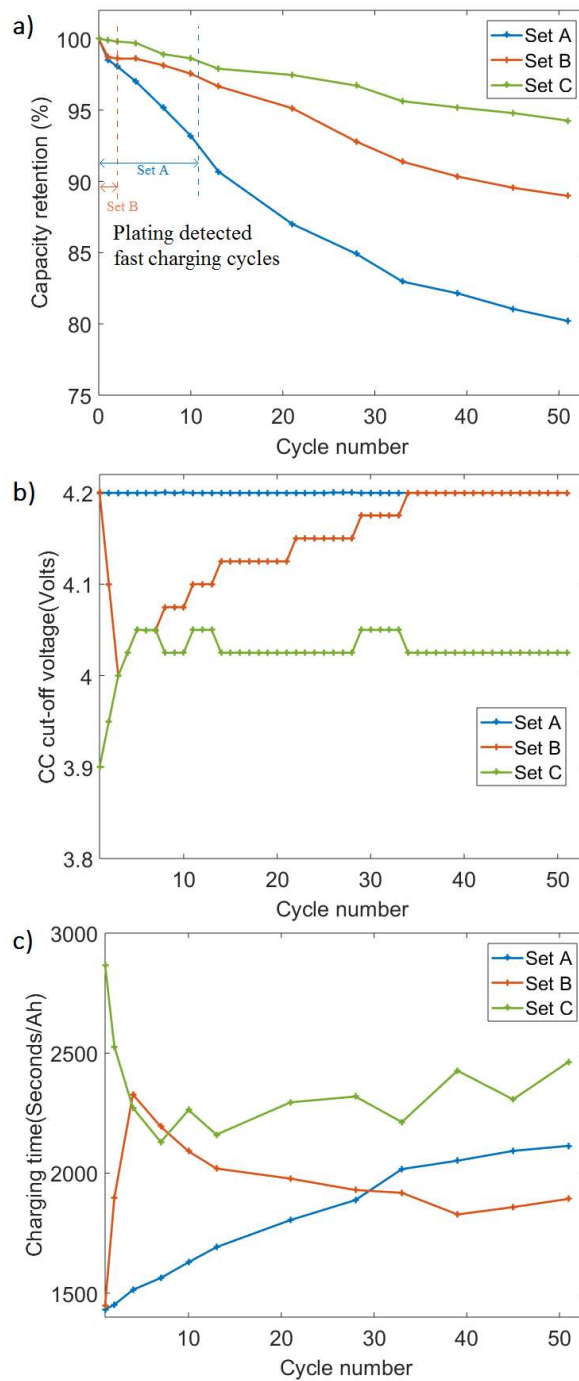 a)
100
95
90
85
80
75
Capacity retention (%)
Set A
Set B
Set C
Set A
Set B
Plating detected
fast charging cycles
0
10
20
30
40
50
Cycle number
b)
4.2
4.1
4
3.9
3.8
CC cut-off voltage(Volts)
Set A
Set B
Set C
10
20
30
40
50
Cycle number
c)
3000
2500
2000
1500
Charging time(Seconds/Ah)
Set A
Set B
Set C
10
20
30
40
50
Cycle number